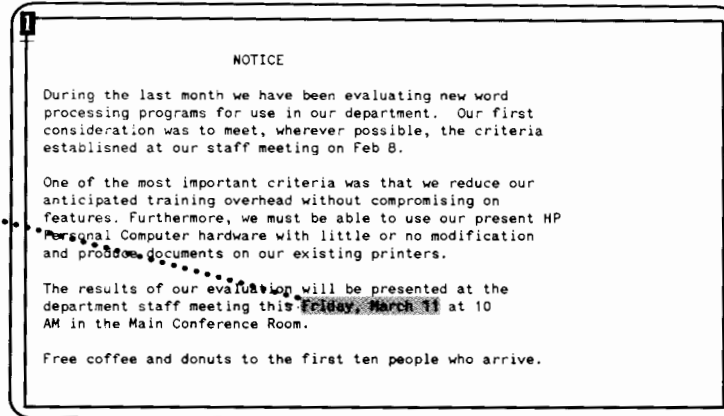 1
NOTICE
During the last month we have been evaluating new word
processing programs for use in our department. Our first
consideration was to meet, wherever possible, the criteria
established at our staff meeting on Feb 8.
One of the most important criteria was that we reduce our
anticipated training overhead without compromising on
features. Furthermore, we must be able to use our present HP
Personal Computer hardware with little or no modification
and produce documents on our existing printers.
The results of our evaluation will be presented at the
department staff meeting this Friday, March 11 at 10
AM in the Main Conference Room.
Free coffee and donuts to the first ten people who arrive.